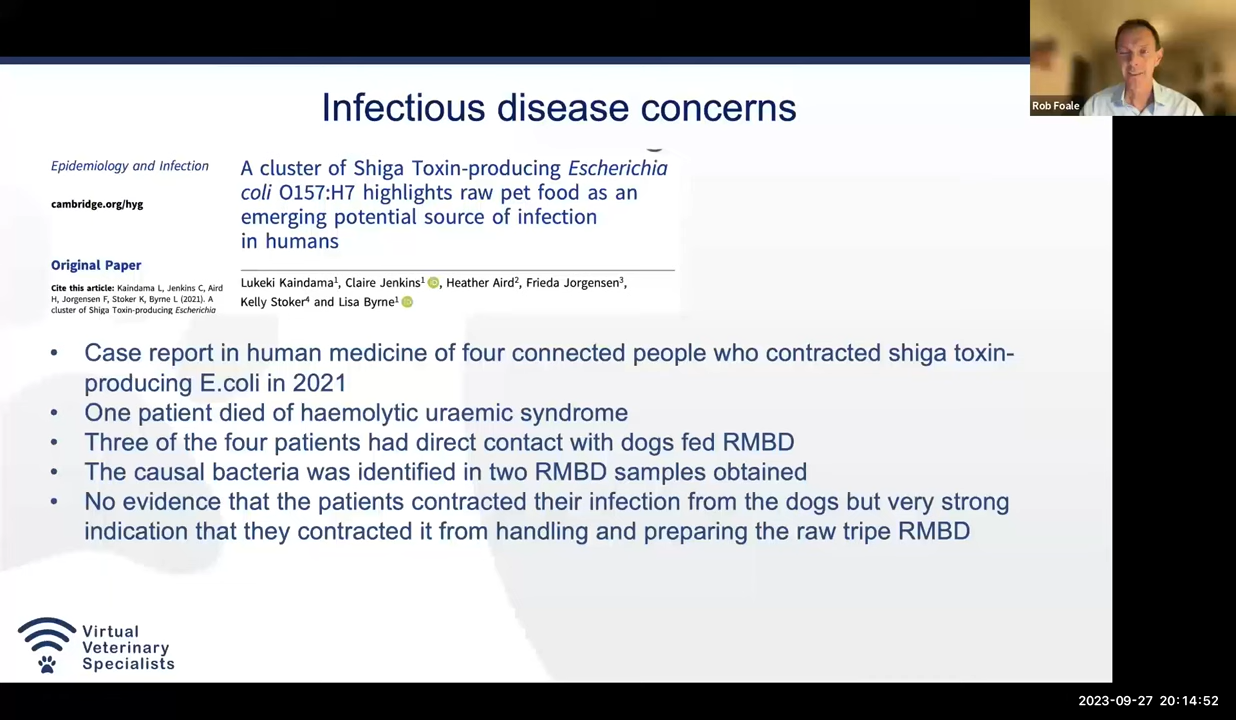 Rob Foale
Infectious disease concerns
Epidemiology and Infection
cambridge.org/hyg
Original Paper
Cite this article: Kaindama L, Jenkins C, Aird
H, Jorgensen F, Stoker K, Byrne L (2021). A
cluster of Shiga Toxin-producing Escherichia
A cluster of Shiga Toxin-producing Escherichia
coli O157:H7 highlights raw pet food as an
emerging potential source of infection
in humans
Lukeki Kaindama¹, Claire Jenkins¹, Heather Aird², Frieda Jorgensen³,
Kelly Stoker⁴ and Lisa Byrne¹
• Case report in human medicine of four connected people who contracted shiga toxin-
producing E.coli in 2021
• One patient died of haemolytic uraemic syndrome
• Three of the four patients had direct contact with dogs fed RMBD
• The causal bacteria was identified in two RMBD samples obtained
• No evidence that the patients contracted their infection from the dogs but very strong
indication that they contracted it from handling and preparing the raw tripe RMBD
Virtual
Veterinary
Specialists
2023-09-27 20:14:52